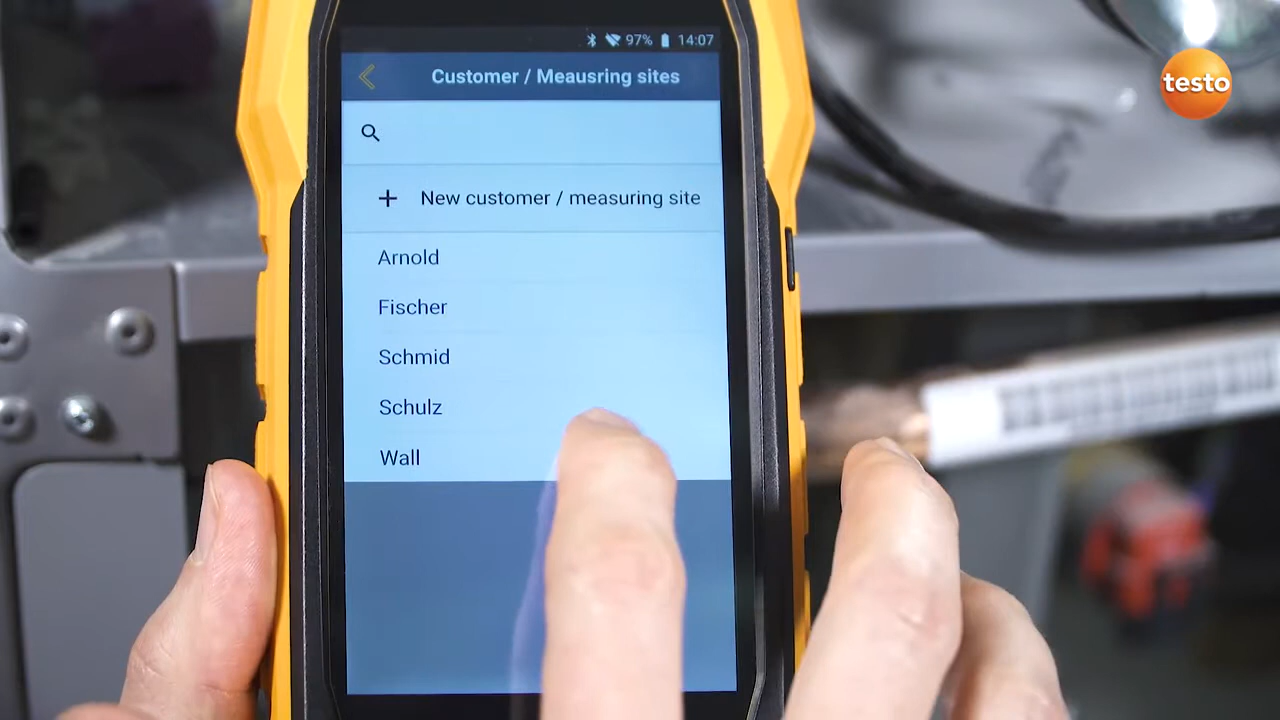 97% 14:07
Customer / Meausring sites
testo
New customer / measuring site
Arnold
Fischer
Schmid
Schulz
Wall